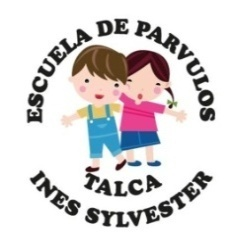 ESCUELA DE PARVULOS
TALCA
INES SYLVESTER